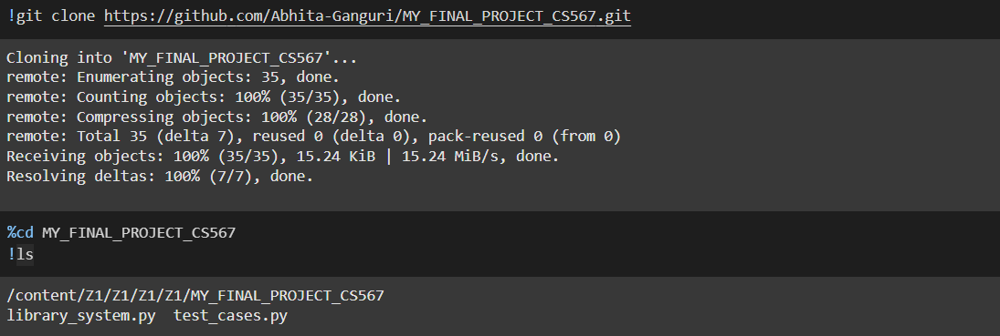 !git clone https://github.com/Abhita-Ganguri/MY_FINAL_PROJECT_CS567.git
Cloning into 'MY_FINAL_PROJECT_CS567'...
remote: Enumerating objects: 35, done.
remote: Counting objects: 100% (35/35), done.
remote: Compressing objects: 100% (28/28), done.
remote: Total 35 (delta 7), reused 0 (delta 0), pack-reused 0 (from 0)
Receiving objects: 100% (35/35), 15.24 KiB | 15.24 MiB/s, done.
Resolving deltas: 100% (7/7), done.
%cd MY_FINAL_PROJECT_CS567
!ls
/content/Z1/Z1/Z1/Z1/MY_FINAL_PROJECT_CS567
library_system.py  test_cases.py